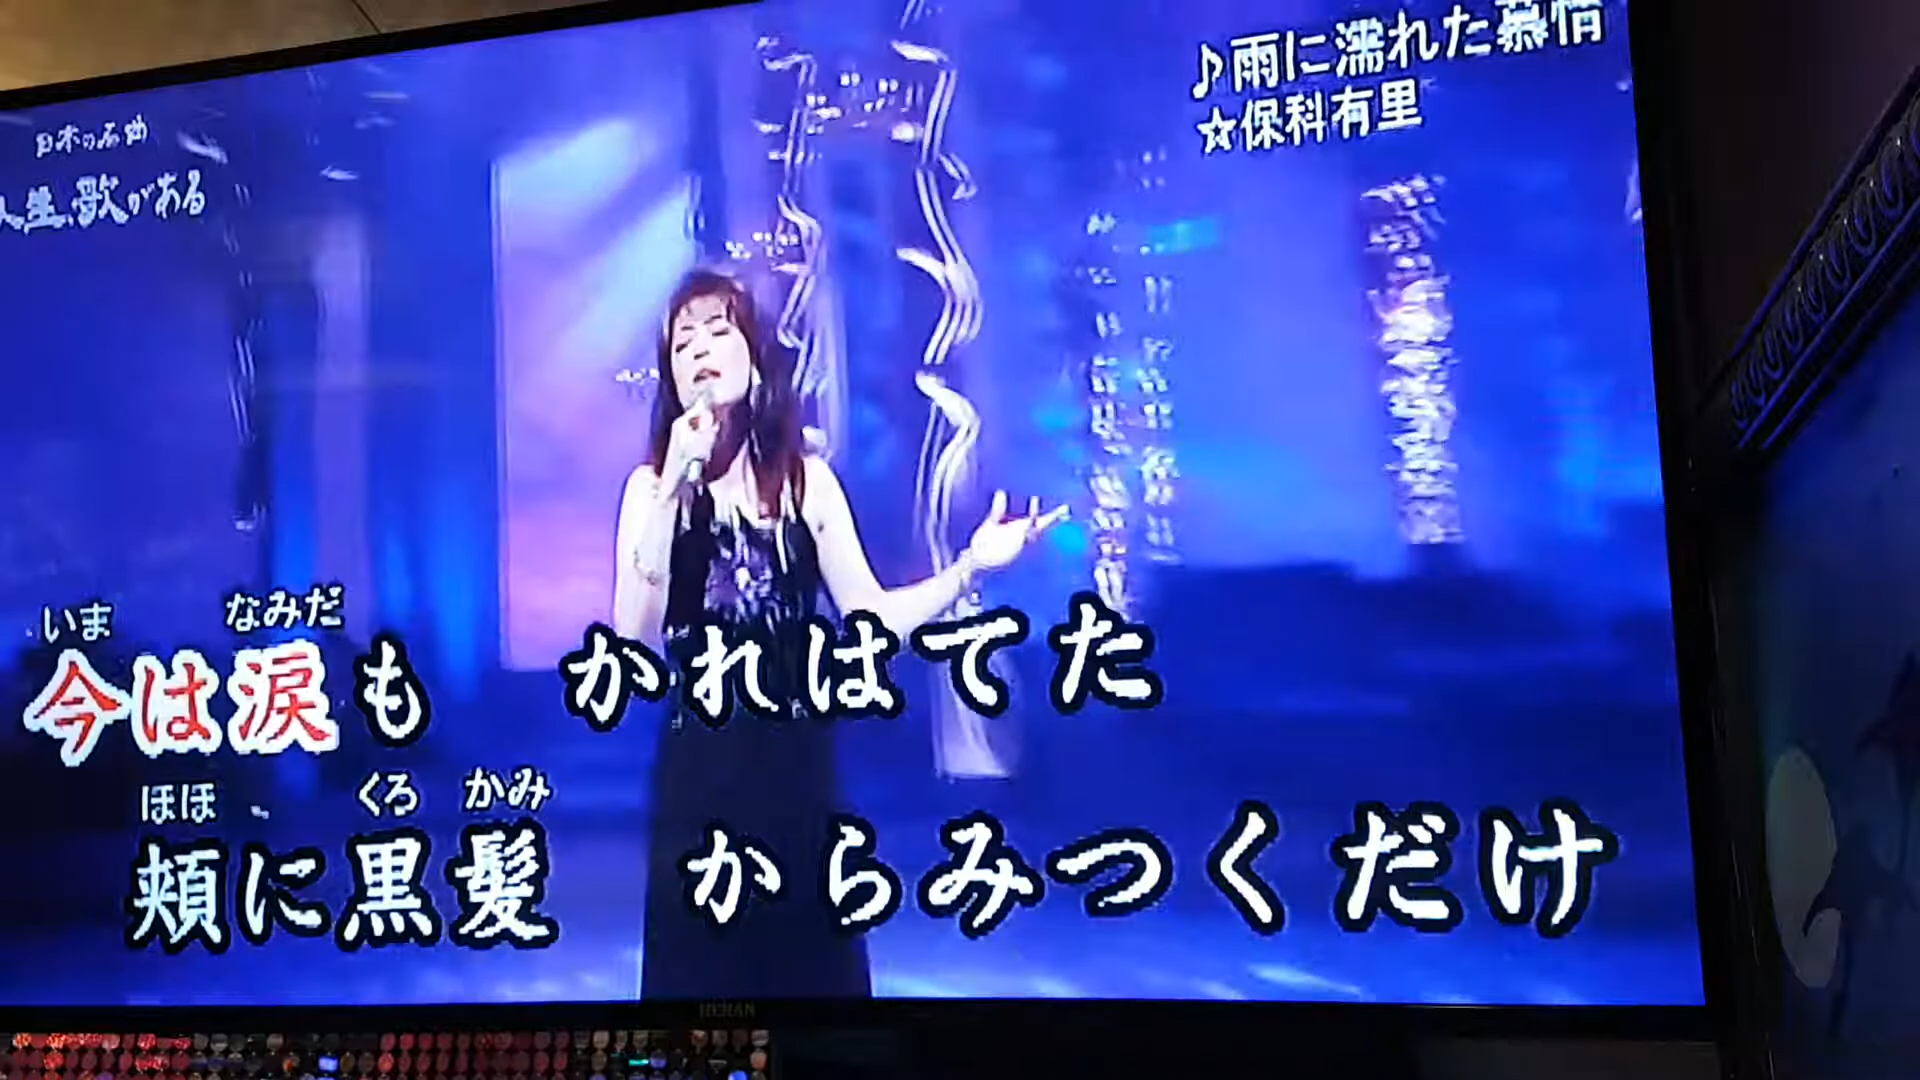 ♪雨に濡れた慕情
☆保科有里
日本の名曲
人生、歌がある
いま なみだ
今は涙も かれはてた
ほほ くろ かみ
頬に黒髪 からみつくだけ